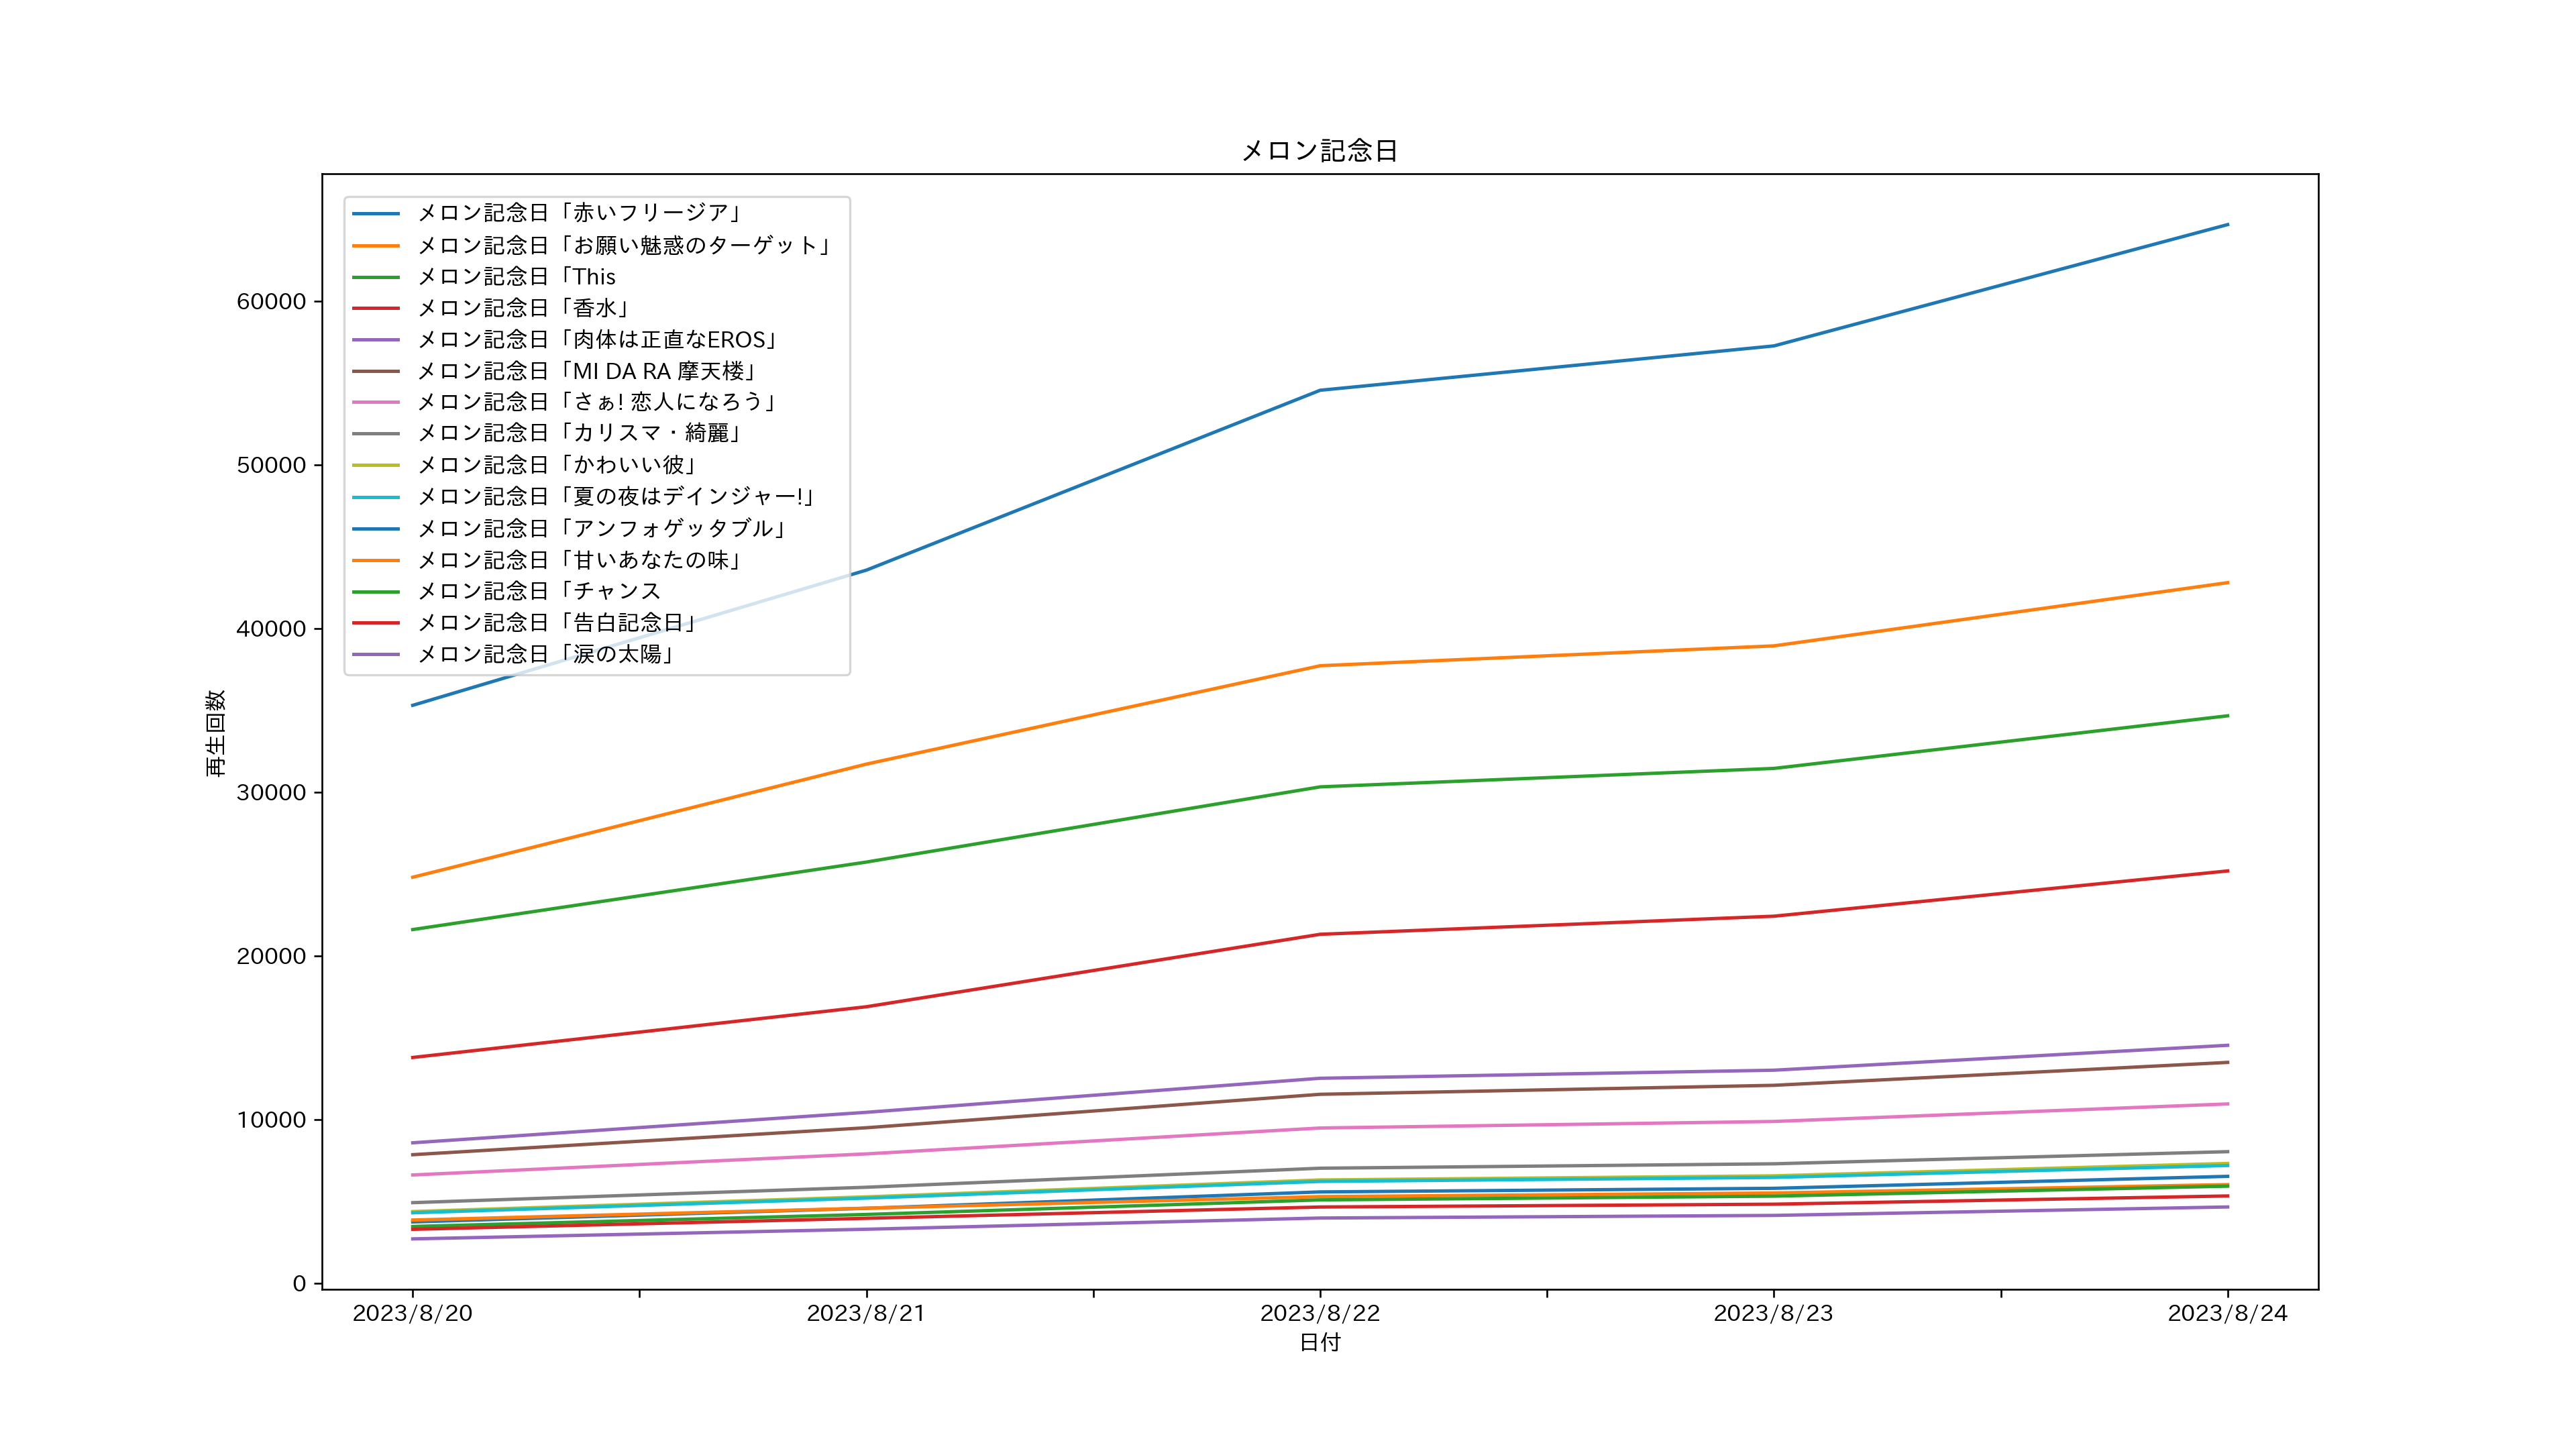 メロン記念日
メロン記念日「赤いフリージア」
メロン記念日「お願い魅惑のターゲット」
メロン記念日「This
メロン記念日「香水」
メロン記念日「肉体は正直なEROS」
メロン記念日「MI DA RA 摩天楼」
メロン記念日「さぁ! 恋人になろう」
メロン記念日「カリスマ・綺麗」
メロン記念日「かわいい彼」
メロン記念日「夏の夜はデインジャー!」
メロン記念日「アンフォゲッタブル」
メロン記念日「甘いあなたの味」
メロン記念日「チャンス
メロン記念日「告白記念日」
メロン記念日「涙の太陽」
60000
50000
40000
30000
20000
10000
0
再生回数
2023/8/20 2023/8/21 2023/8/22 2023/8/23 2023/8/24
日付